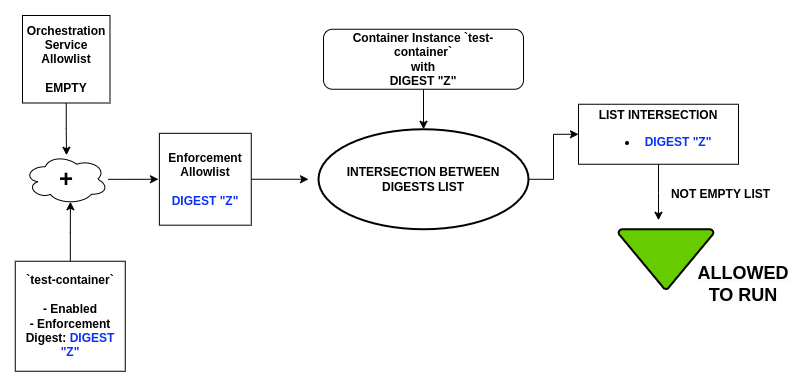 Orchestration
Service
Allowlist
EMPTY
+
`test-container`
- Enabled
- Enforcement
Digest: DIGEST
"Z"
Enforcement
Allowlist
DIGEST "Z"
Container Instance `test-
container`
with
DIGEST "Z"
INTERSECTION BETWEEN
DIGESTS LIST
LIST INTERSECTION
• DIGEST "Z"
NOT EMPTY LIST
ALLOWED
TO RUN